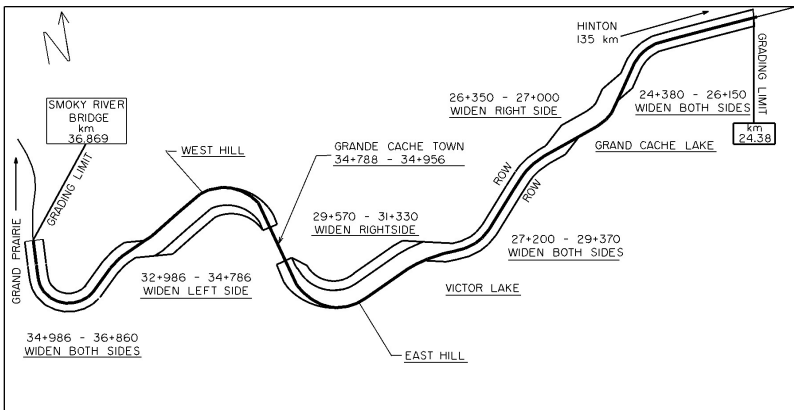 N
HINTON
135 km
GRADING LIMIT
km
24.38
SMOKY RIVER
BRIDGE
km
36.869
GRADING LIMIT
GRAND PRAIRIE
WEST HILL
GRANDE CACHE TOWN
34+788 - 34+956
26+350 - 27+000
WIDEN RIGHT SIDE
24+380 - 26+150
WIDEN BOTH SIDES
GRAND CACHE LAKE
ROW
ROW
29+570 - 31+330
WIDEN RIGHTSIDE
27+200 - 29+370
WIDEN BOTH SIDES
32+986 - 34+786
WIDEN LEFT SIDE
VICTOR LAKE
34+986 - 36+860
WIDEN BOTH SIDES
EAST HILL